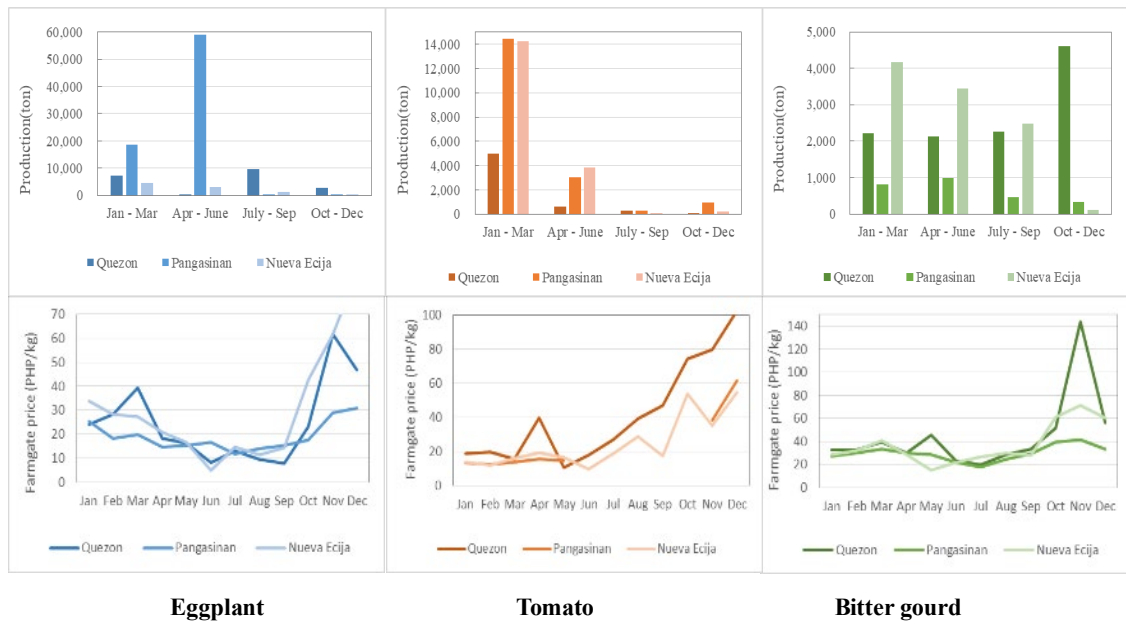 60,000
50,000
40,000
30,000
20,000
10,000
0
Production(ton)
Jan - Mar Apr - June July - Sep Oct - Dec
Quezon Pangasinan Nueva Ecija
14,000
12,000
10,000
8,000
6,000
4,000
2,000
0
Production(ton)
Jan - Mar Apr - June July - Sep Oct - Dec
Quezon Pangasinan Nueva Ecija
5,000
4,000
3,000
2,000
1,000
0
Production(ton)
Jan - Mar Apr - June July - Sep Oct - Dec
Quezon Pangasinan Nueva Ecija
70
60
50
40
30
20
10
0
Farmgate price (PHP/kg)
Jan Feb Mar Apr May Jun Jul Aug Sep Oct Nov Dec
Quezon Pangasinan Nueva Ecija
100
80
60
40
20
0
Farmgate price (PHP/kg)
Jan Feb Mar Apr May Jun Jul Aug Sep Oct Nov Dec
Quezon Pangasinan Nueva Ecija
140
120
100
80
60
40
20
0
Farmgate price (PHP/kg)
Jan Feb Mar Apr May Jun Jul Aug Sep Oct Nov Dec
Quezon Pangasinan Nueva Ecija
Eggplant Tomato Bitter gourd